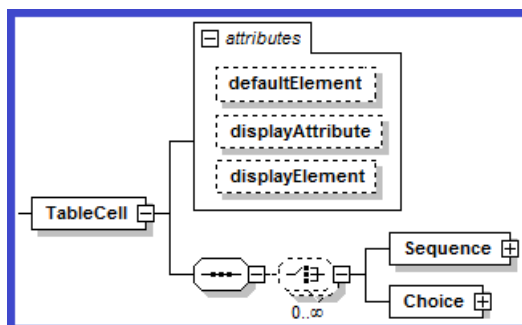 attributes
defaultElement
displayAttribute
displayElement
TableCell
Sequence
0..∞
Choice